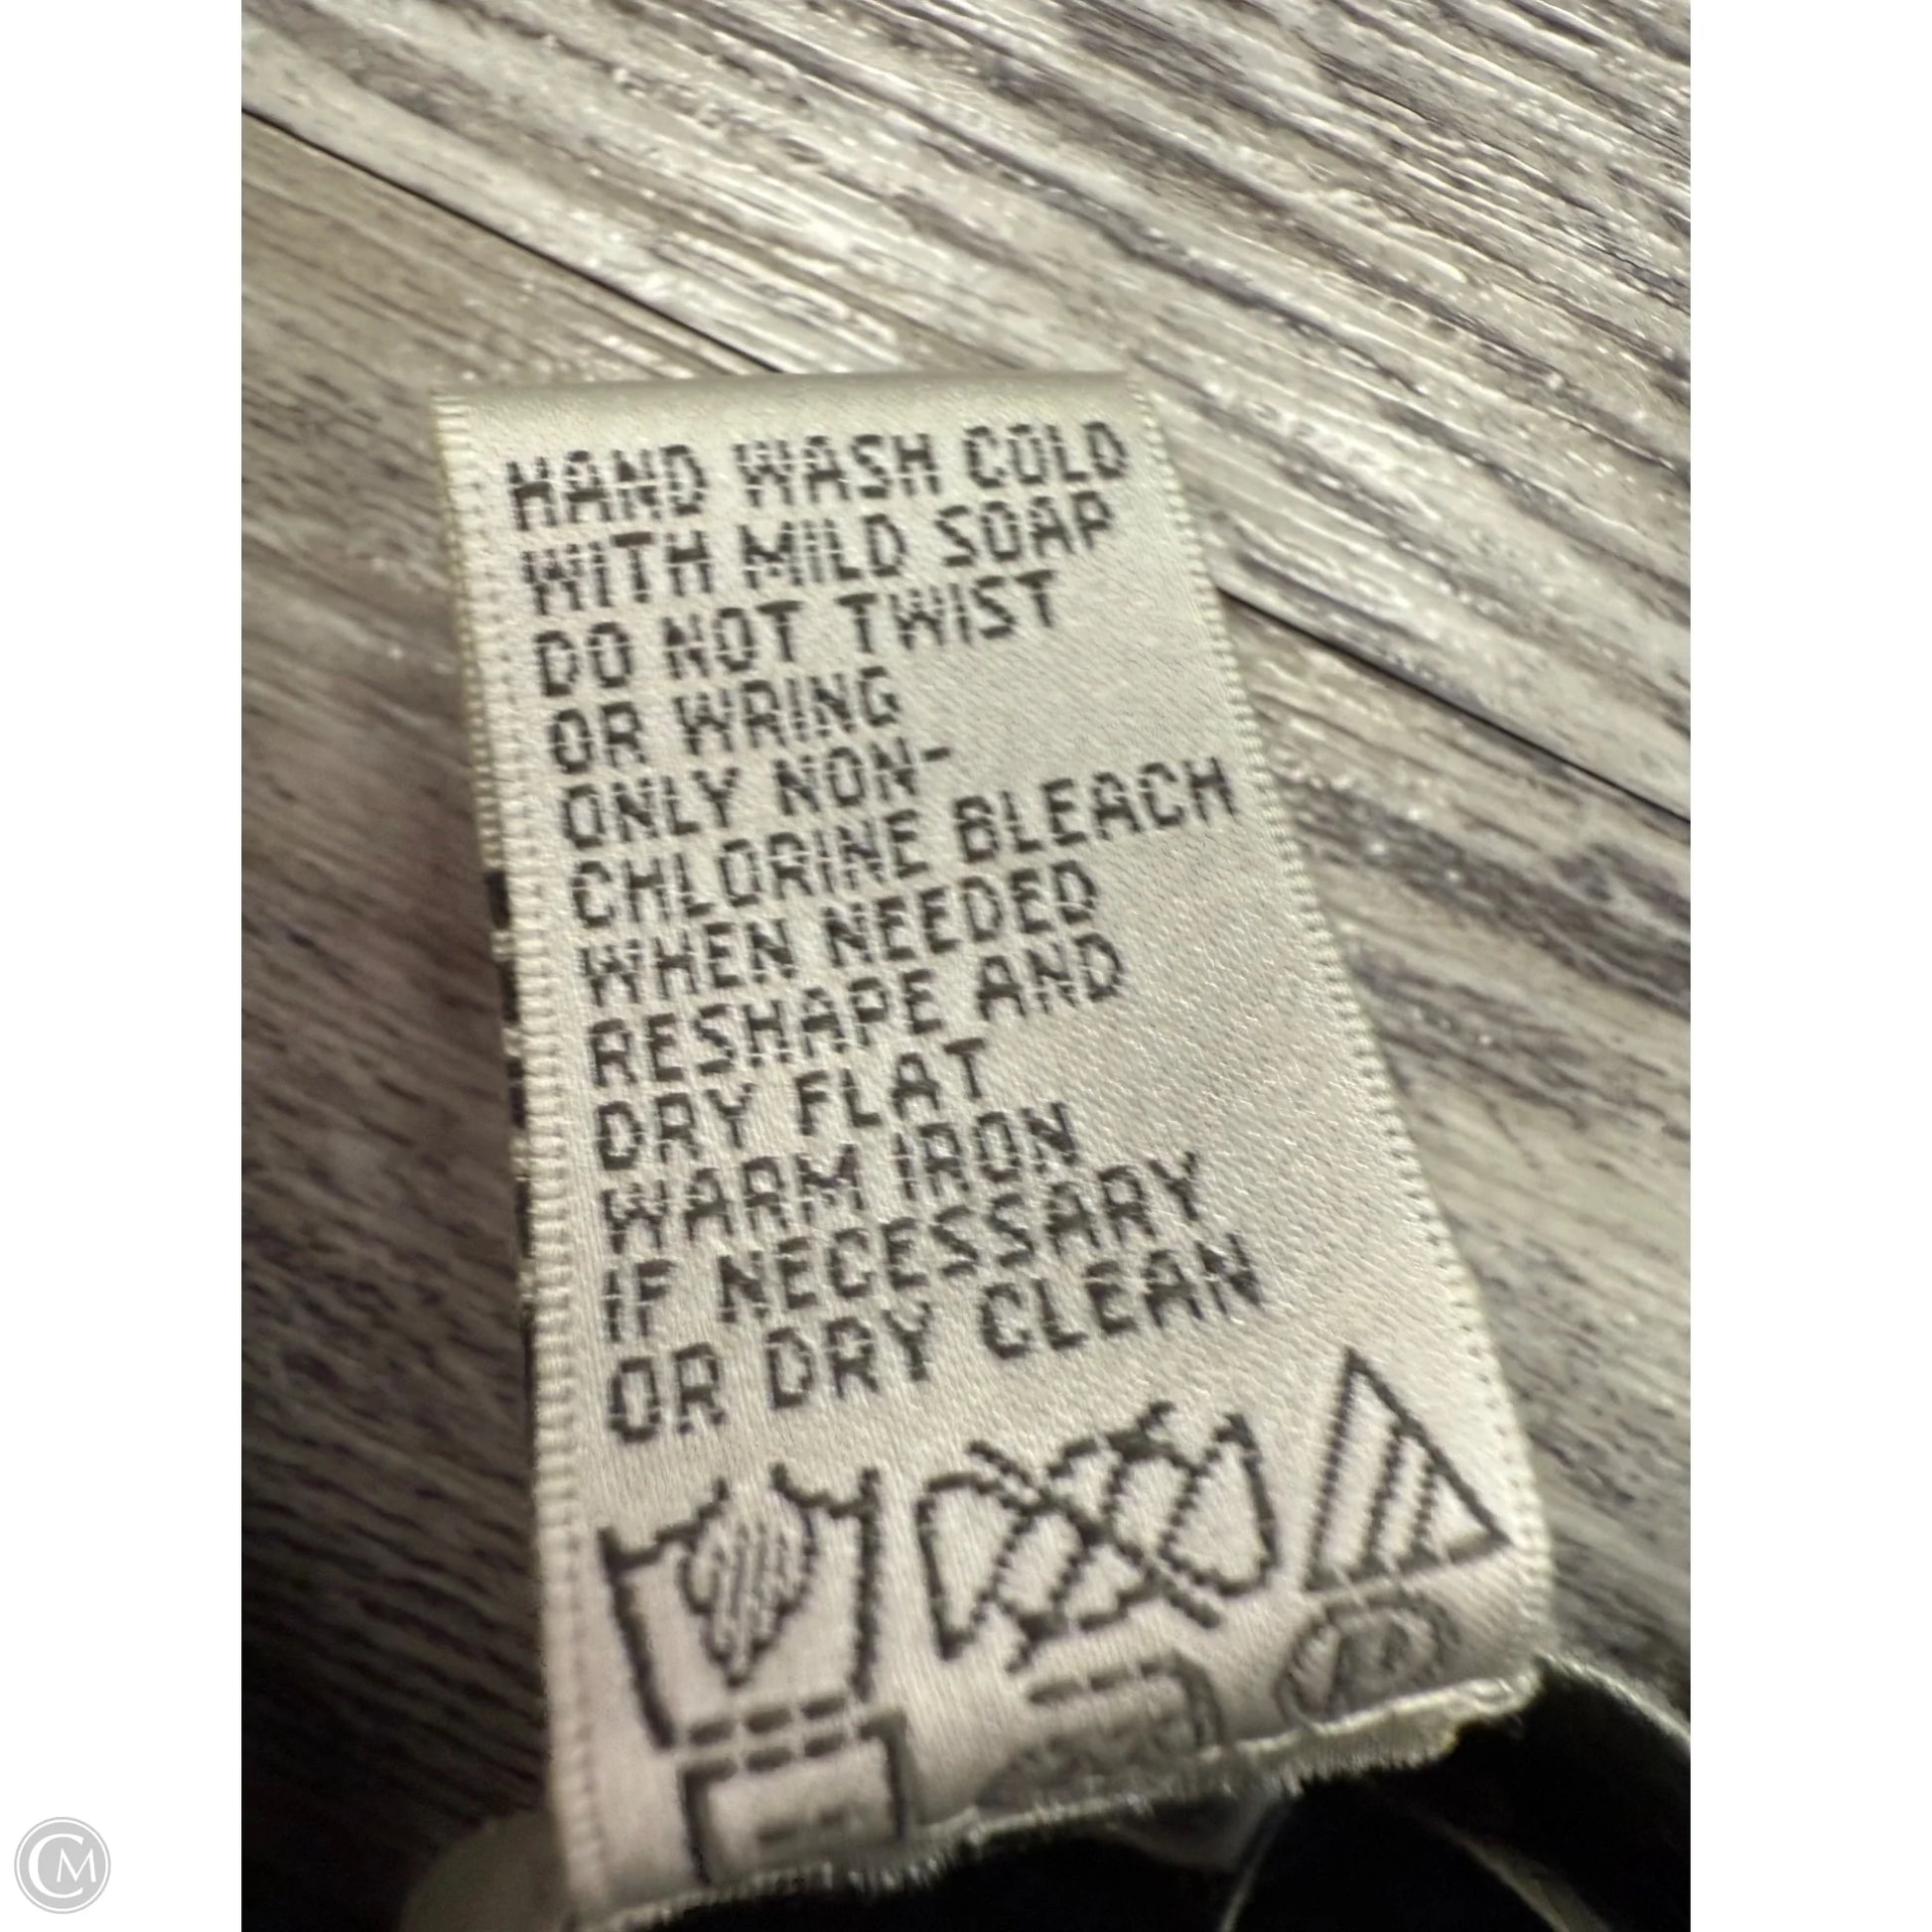 HAND WASH COLD
WITH MILD SOAP
DO NOT TWIST
OR WRING
ONLY NON-
CHLORINE BLEACH
WHEN NEEDED
RESHAPE AND
DRY FLAT
WARM IRON
IF NECESSARY
OR DRY CLEAN
P
CM